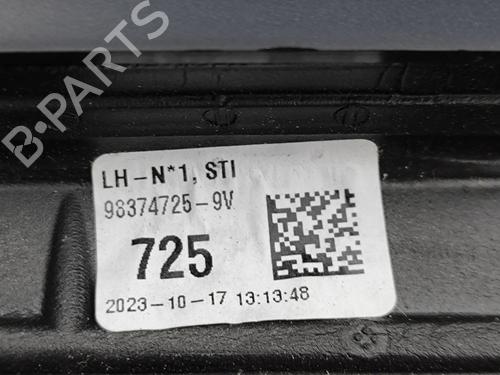 B-PARTS
LH-N*1, STI
98374725-9V
725
2023-10-17 13:13:48